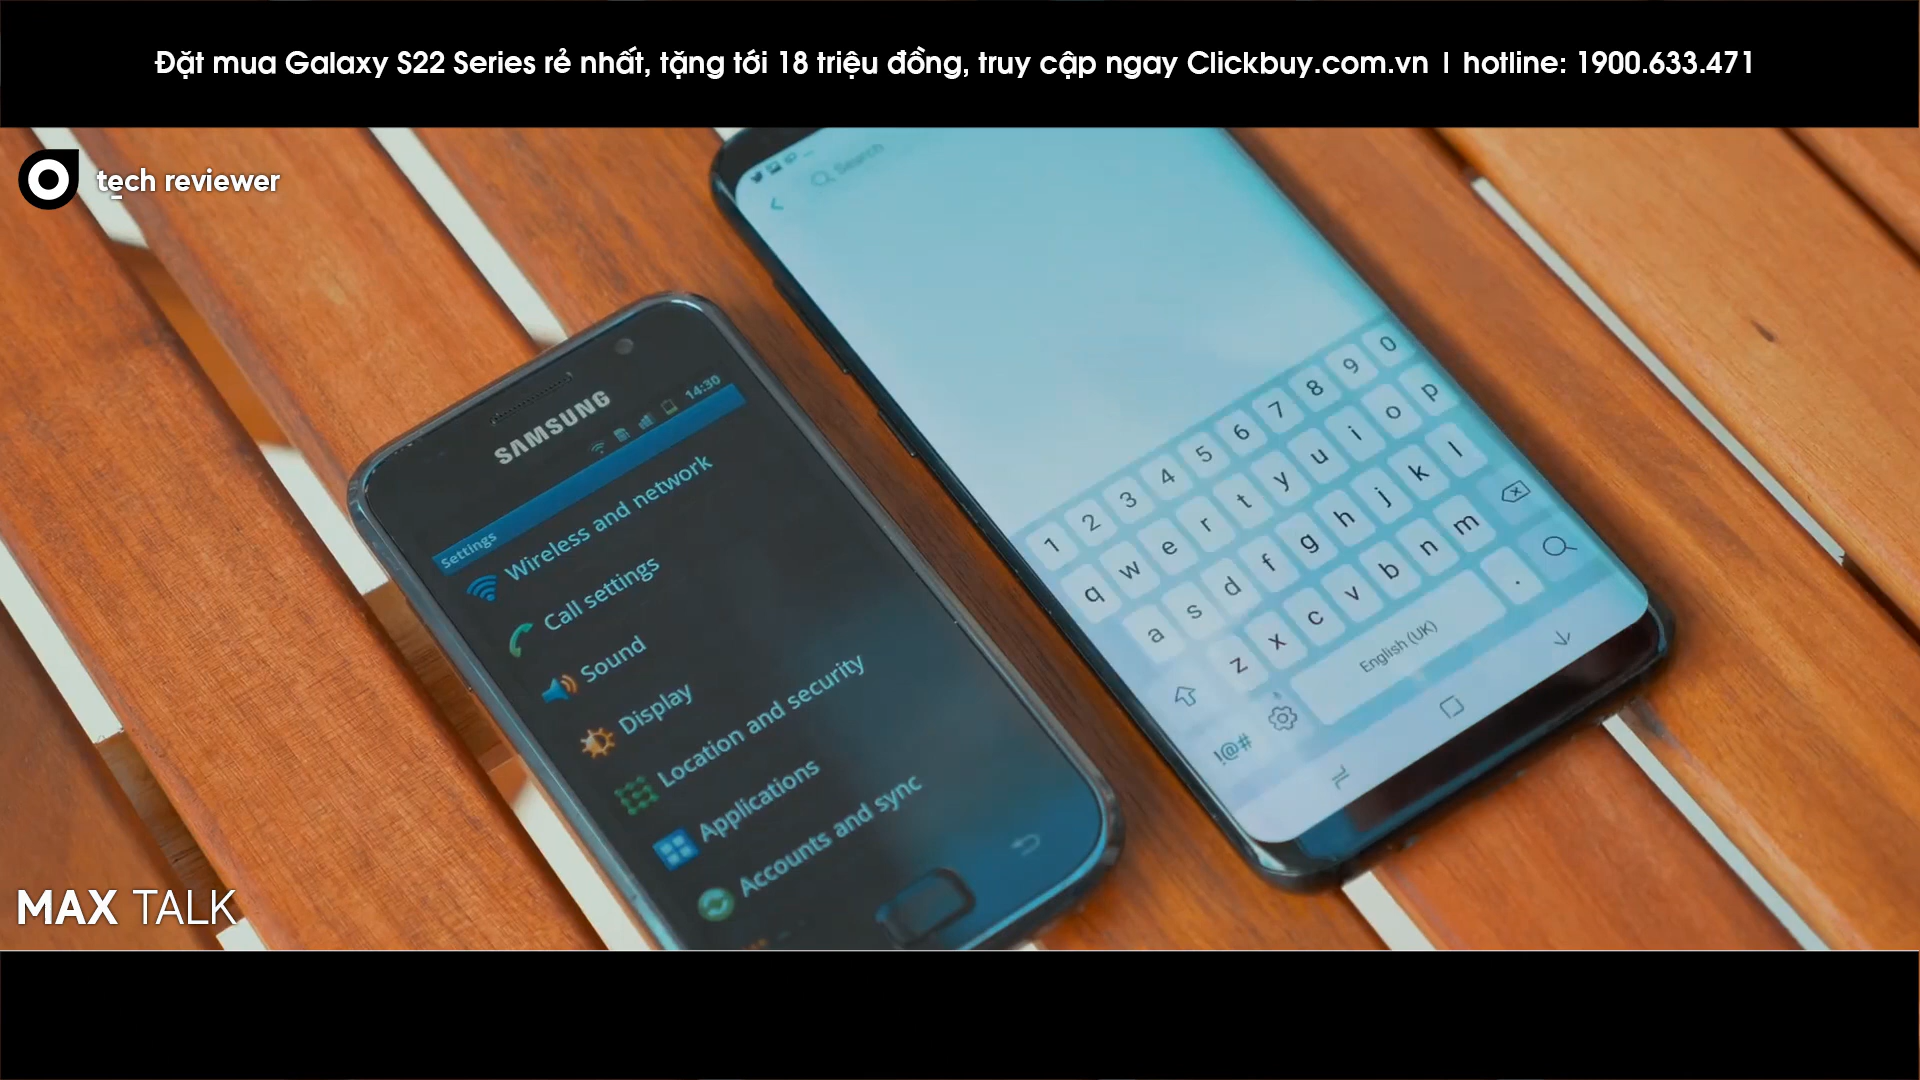 Đặt mua Galaxy S22 Series rẻ nhất, tặng tới 18 triệu đồng, truy cập ngay Clickbuy.com.vn | hotline: 1900.633.471
tẹch reviewer
Search
SAMSUNG
14:30
Settings
Wireless and network
Call settings
Sound
Display
Location and security
Applications
Accounts and sync
1 2 3 4 5 6 7 8 9 0
q w e r t y u i o p
a s d f g h j k l
z x c v b n m
!@# English (UK) .
MAX TALK